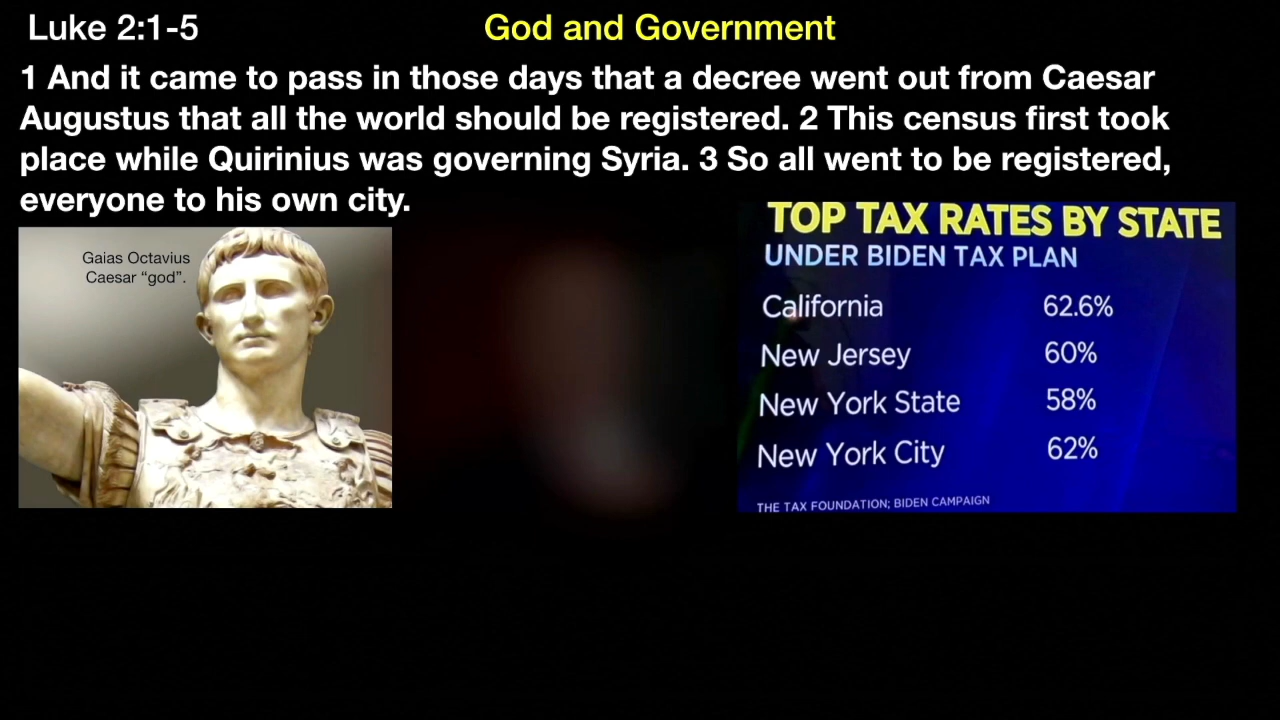 Luke 2:1-5
God and Government
1 And it came to pass in those days that a decree went out from Caesar
Augustus that all the world should be registered. 2 This census first took
place while Quirinius was governing Syria. 3 So all went to be registered,
everyone to his own city.
Gaias Octavius
Caesar “god”.
TOP TAX RATES BY STATE
UNDER BIDEN TAX PLAN
California 62.6%
New Jersey 60%
New York State 58%
New York City 62%
THE TAX FOUNDATION; BIDEN CAMPAIGN